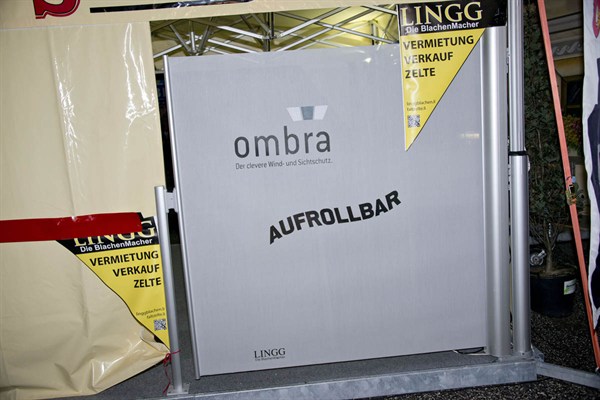 S
LINGG
Die BlachenMacher
VERMIETUNG
VERKAUF
ZELTE
ombra
Der clevere Wind- und Sichtschutz.
AUFROLLBAR
LINGG
Die BlachenMacher
VERMIETUNG
VERKAUF
ZELTE
LINGG